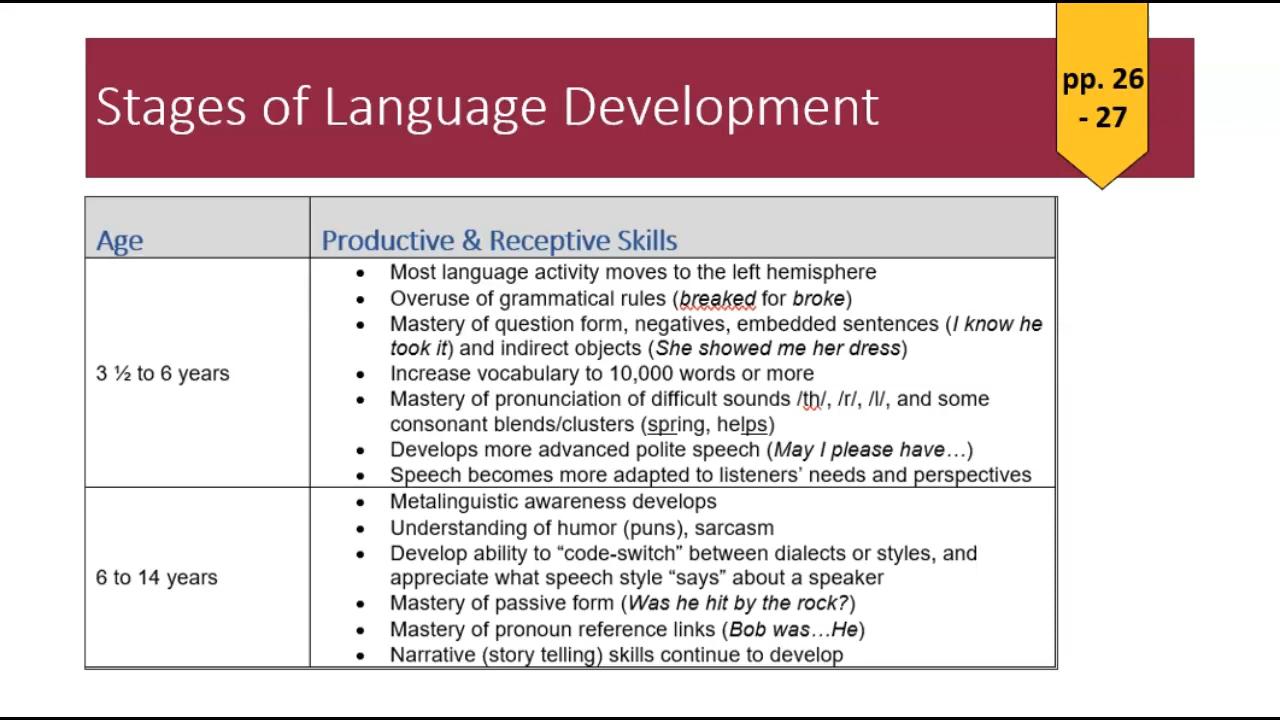 Stages of Language Development
pp. 26
- 27
Age
Productive & Receptive Skills
3 ½ to 6 years
• Most language activity moves to the left hemisphere
• Overuse of grammatical rules (breaked for broke)
• Mastery of question form, negatives, embedded sentences (I know he
took it) and indirect objects (She showed me her dress)
• Increase vocabulary to 10,000 words or more
• Mastery of pronunciation of difficult sounds /th/, /r/, /l/, and some
consonant blends/clusters (spring, helps)
• Develops more advanced polite speech (May I please have…)
• Speech becomes more adapted to listeners’ needs and perspectives
6 to 14 years
• Metalinguistic awareness develops
• Understanding of humor (puns), sarcasm
• Develop ability to “code-switch” between dialects or styles, and
appreciate what speech style “says” about a speaker
• Mastery of passive form (Was he hit by the rock?)
• Mastery of pronoun reference links (Bob was…He)
• Narrative (story telling) skills continue to develop